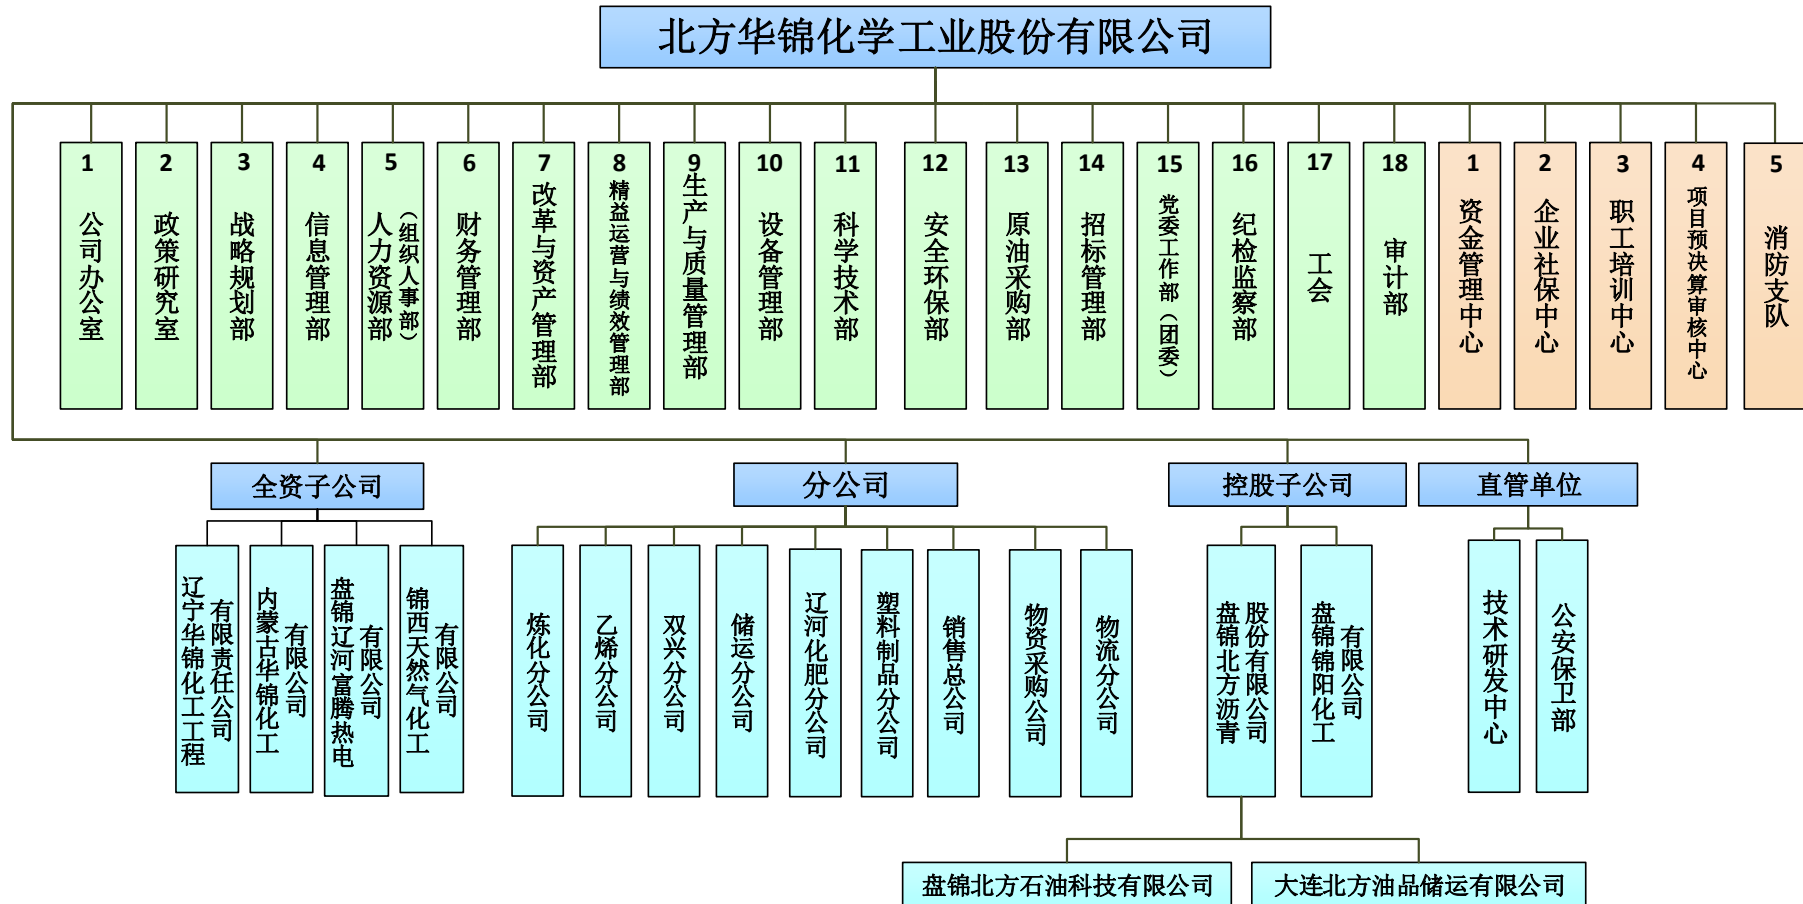 北方华锦化学工业股份有限公司
1
公司办公室
2
政策研究室
3
战略规划部
4
信息管理部
5
人力资源部
（组织人事部）
6
财务管理部
7
改革与资产管理部
8
精益运营与绩效管理部
9
生产与质量管理部
10
设备管理部
11
科学技术部
12
安全环保部
13
原油采购部
14
招标管理部
15
党委工作部（团委）
16
纪检监察部
17
工会
18
审计部
1
资金管理中心
2
企业社保中心
3
职工培训中心
4
项目预决算审核中心
5
消防支队
全资子公司
分公司
控股子公司
直管单位
辽宁华锦化工工程
有限责任公司
内蒙古华锦化工
有限公司
盘锦辽河富腾热电
有限公司
锦西天然气化工
有限公司
炼化分公司
乙烯分公司
双兴分公司
储运分公司
辽河化肥分公司
塑料制品分公司
销售总公司
物资采购公司
物流分公司
盘锦北方沥青
股份有限公司
盘锦锦阳化工
有限公司
技术研发中心
公安保卫部
盘锦北方石油科技有限公司
大连北方油品储运有限公司